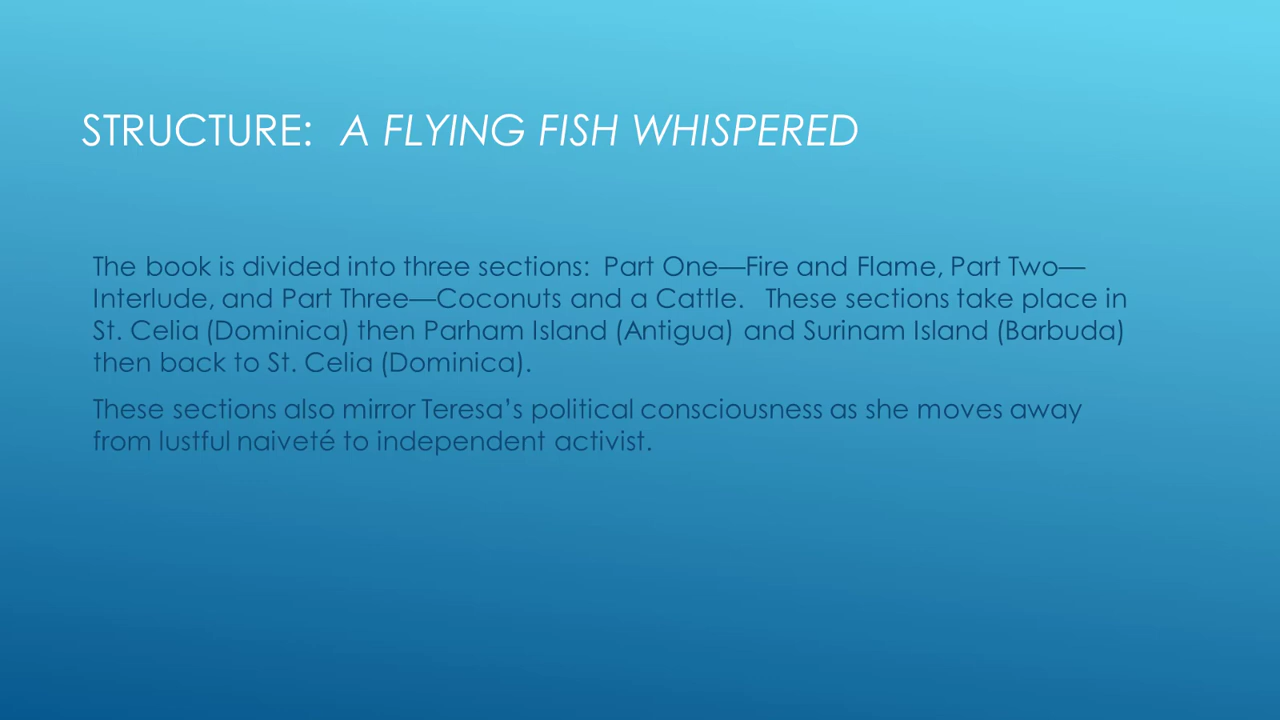 STRUCTURE: A FLYING FISH WHISPERED
The book is divided into three sections: Part One—Fire and Flame, Part Two—
Interlude, and Part Three—Coconuts and a Cattle. These sections take place in
St. Celia (Dominica) then Parham Island (Antigua) and Surinam Island (Barbuda)
then back to St. Celia (Dominica).
These sections also mirror Teresa’s political consciousness as she moves away
from lustful naiveté to independent activist.